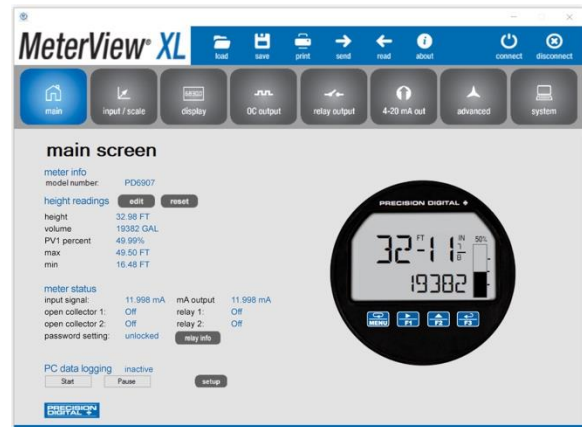 MeterView® XL
load save print send read about connect disconnect
main input / scale display OC output relay output 4-20 mA out advanced system
main screen
meter info
model number: PD6907
height readings edit reset
height 32.98 FT
volume 19382 GAL
PV1 percent 49.99%
max 49.50 FT
min 16.48 FT
meter status
input signal: 11.998 mA mA output 11.998 mA
open collector 1: Off relay 1: Off
open collector 2: Off relay 2: Off
password setting: unlocked relay info
PC data logging inactive
Start Pause setup
PRECISION DIGITAL
PRECISION DIGITAL
FT IN 50%
32-11 7/8
19382
MENU F1 F2 F3